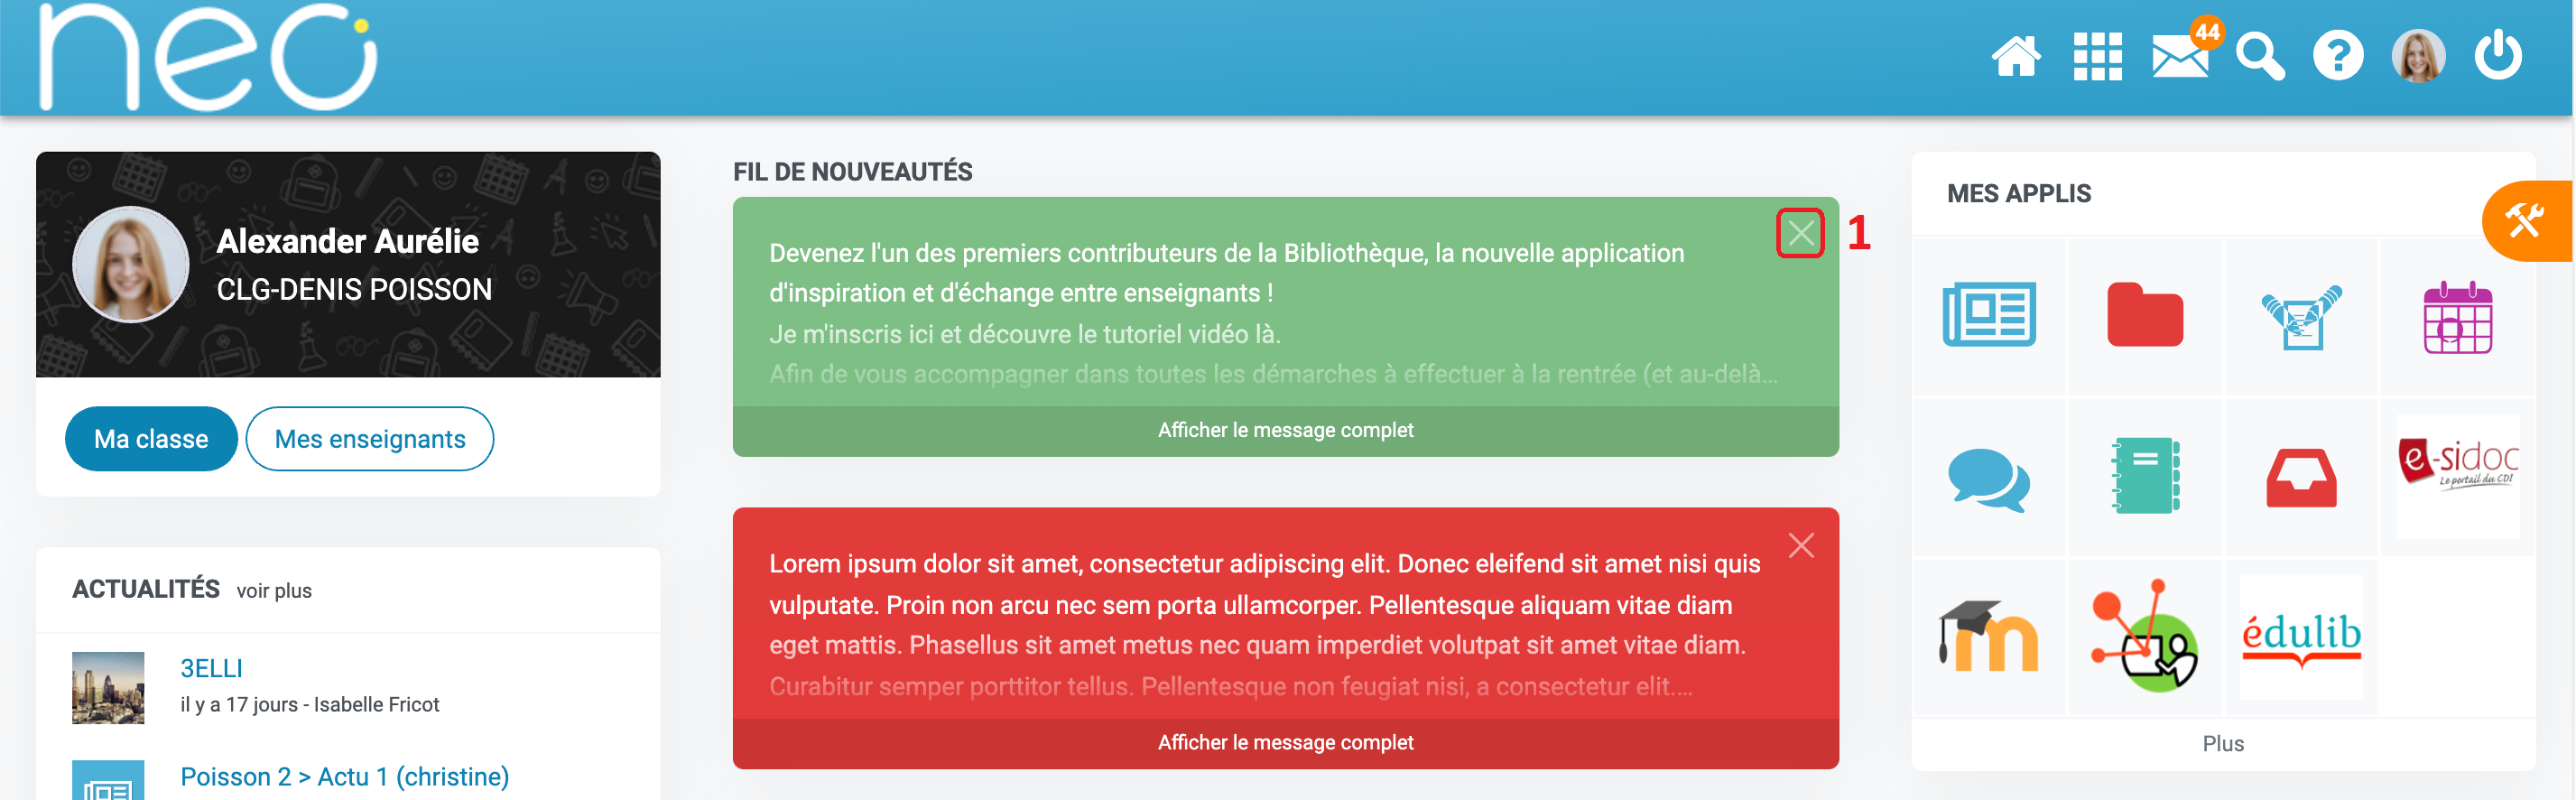 neo
44
Alexander Aurélie
CLG-DENIS POISSON
Ma classe
Mes enseignants
ACTUALITÉS voir plus
3ELLI
il y a 17 jours - Isabelle Fricot
Poisson 2 > Actu 1 (christine)
FIL DE NOUVEAUTÉS
1
Devenez l'un des premiers contributeurs de la Bibliothèque, la nouvelle application
d'inspiration et d'échange entre enseignants !
Je m'inscris ici et découvre le tutoriel vidéo là.
Afin de vous accompagner dans toutes les démarches à effectuer à la rentrée (et au-delà...
Afficher le message complet
Lorem ipsum dolor sit amet, consectetur adipiscing elit. Donec eleifend sit amet nisi quis
vulputate. Proin non arcu nec sem porta ullamcorper. Pellentesque aliquam vitae diam
eget mattis. Phasellus sit amet metus nec quam imperdiet volutpat sit amet vitae diam.
Curabitur semper porttitor tellus. Pellentesque non feugiat nisi, a consectetur elit....
Afficher le message complet
MES APPLIS
e-sidoc
Le portail du CDI
m
édulib
Plus